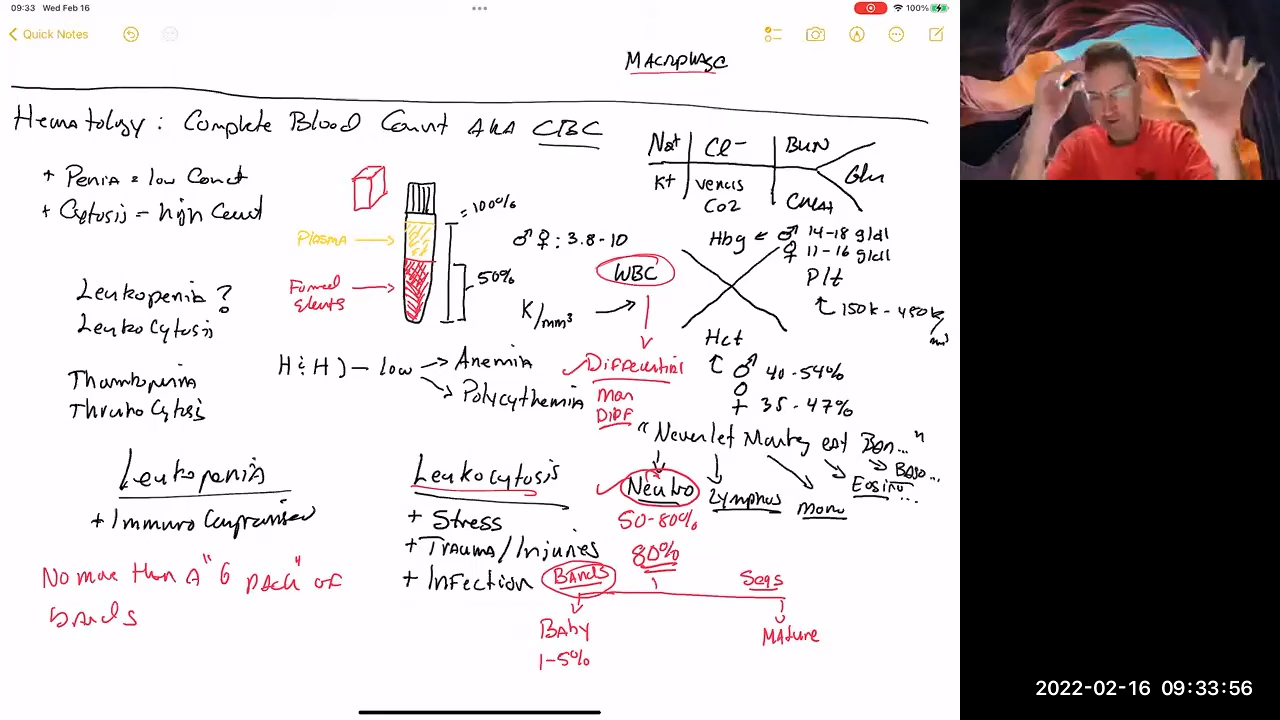 09:33 Wed Feb 16
100%
Quick Notes
Macrophage
Hematology: Complete Blood Count AKA CBC
+ Penia = low Count
+ Cytosis = high Count
Na+ Cl- BUN
K+ Venus CO2 Creat Glu
= 100%
Plasma
50%
Formed
♂ ♀: 3.8-10
WBC
K/mm³
Hbg ♂ 14-18 g/dl
♀ 11-16 g/dl
Plt
150k-450k/mm³
Hct
♂ 40-54%
♀ 35-47%
Leukopenia ?
Leukocytosis
H & H) - low Anemia
Polycythemia
Differential
Man
Diff
"Never let Monkey eat Ban..."
Neutro Lymphus Mono Eosino... Baso...
50-80%
80%
Leukopenia
+ Immuno Compromised
Leukocytosis
+ Stress
+ Trauma/Injuries
+ Infection
Bands Segs
Baby Mature
1-5%
No more than A "6 pack" of
bands
2022-02-16 09:33:56